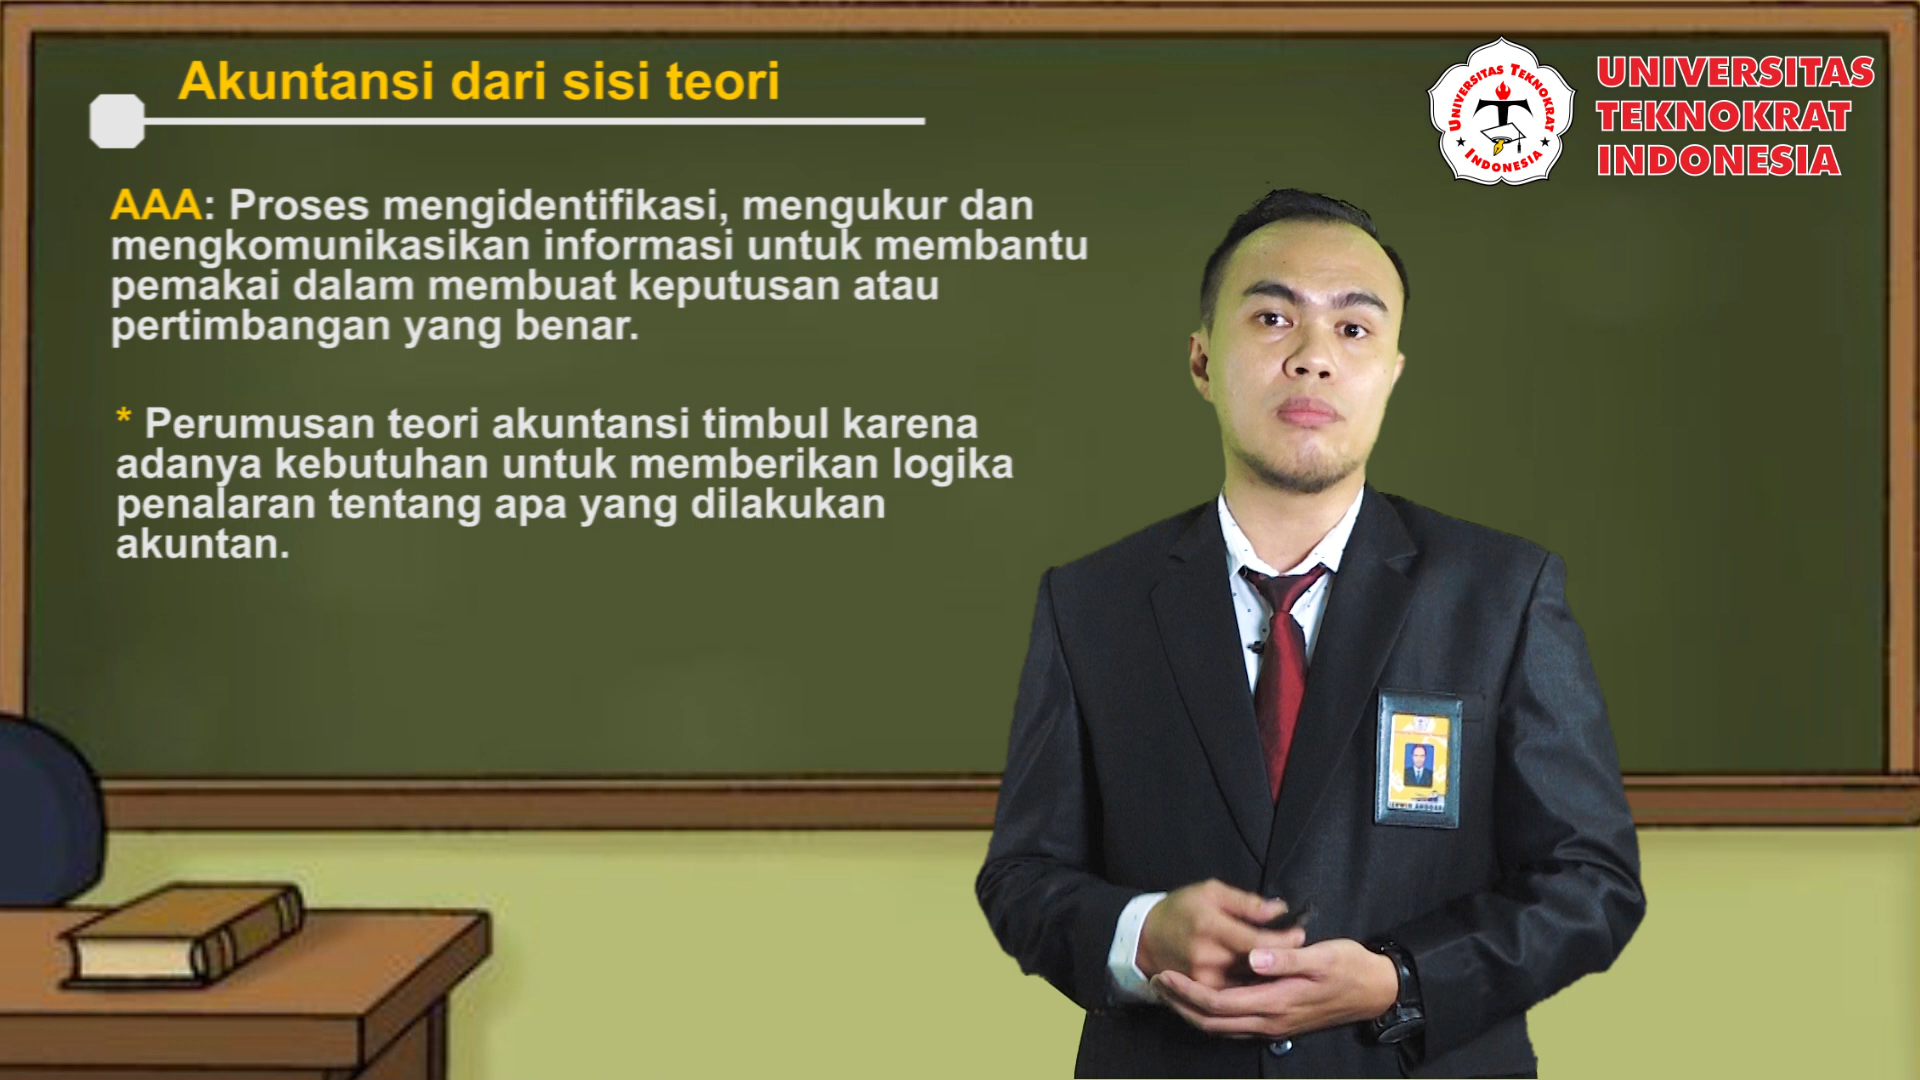 Akuntansi dari sisi teori
UNIVERSITAS TEKNOKRAT
INDONESIA
UNIVERSITAS
TEKNOKRAT
INDONESIA
AAA: Proses mengidentifikasi, mengukur dan
mengkomunikasikan informasi untuk membantu
pemakai dalam membuat keputusan atau
pertimbangan yang benar.
* Perumusan teori akuntansi timbul karena
adanya kebutuhan untuk memberikan logika
penalaran tentang apa yang dilakukan
akuntan.